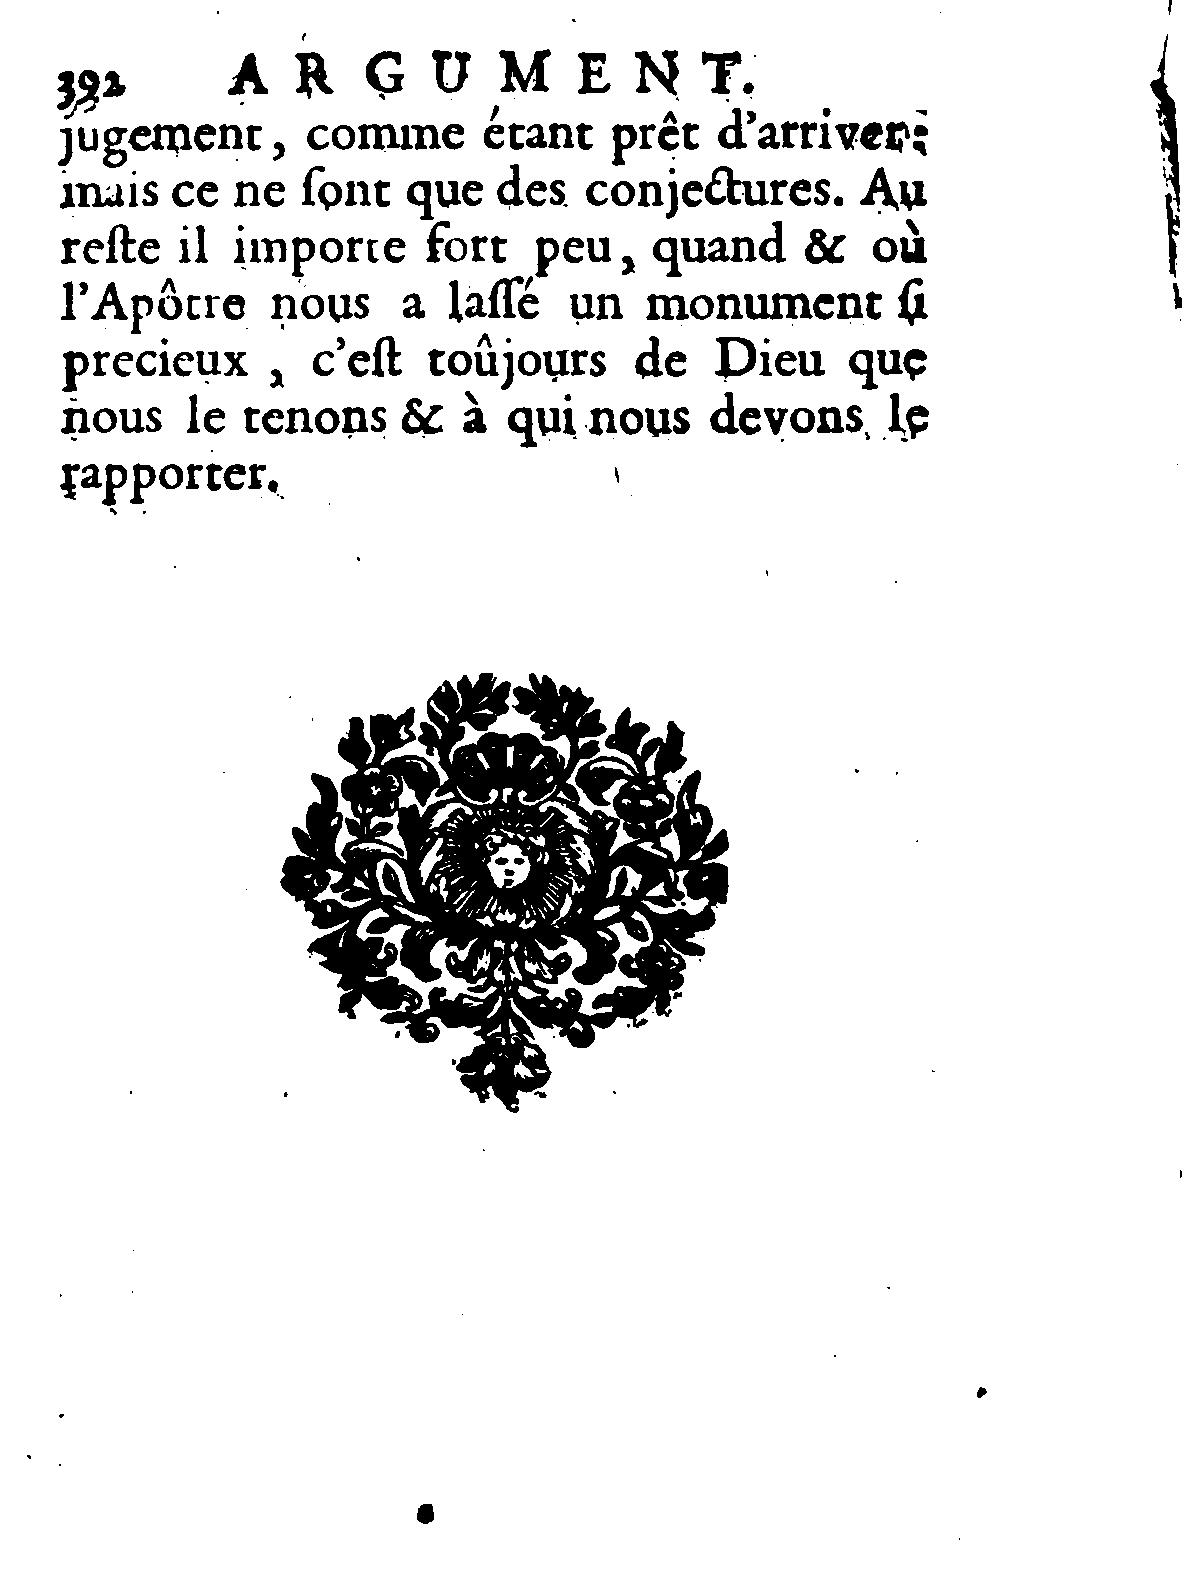 392 ARGUMENT.
jugement, comme étant prêt d'arriver;
mais ce ne ſont que des conjectures. Au
reſte il importe fort peu, quand & où
l'Apôtre nous a laſſé un monument ſi
precieux, c'eſt toûjours de Dieu que
nous le tenons & à qui nous devons le
rapporter.